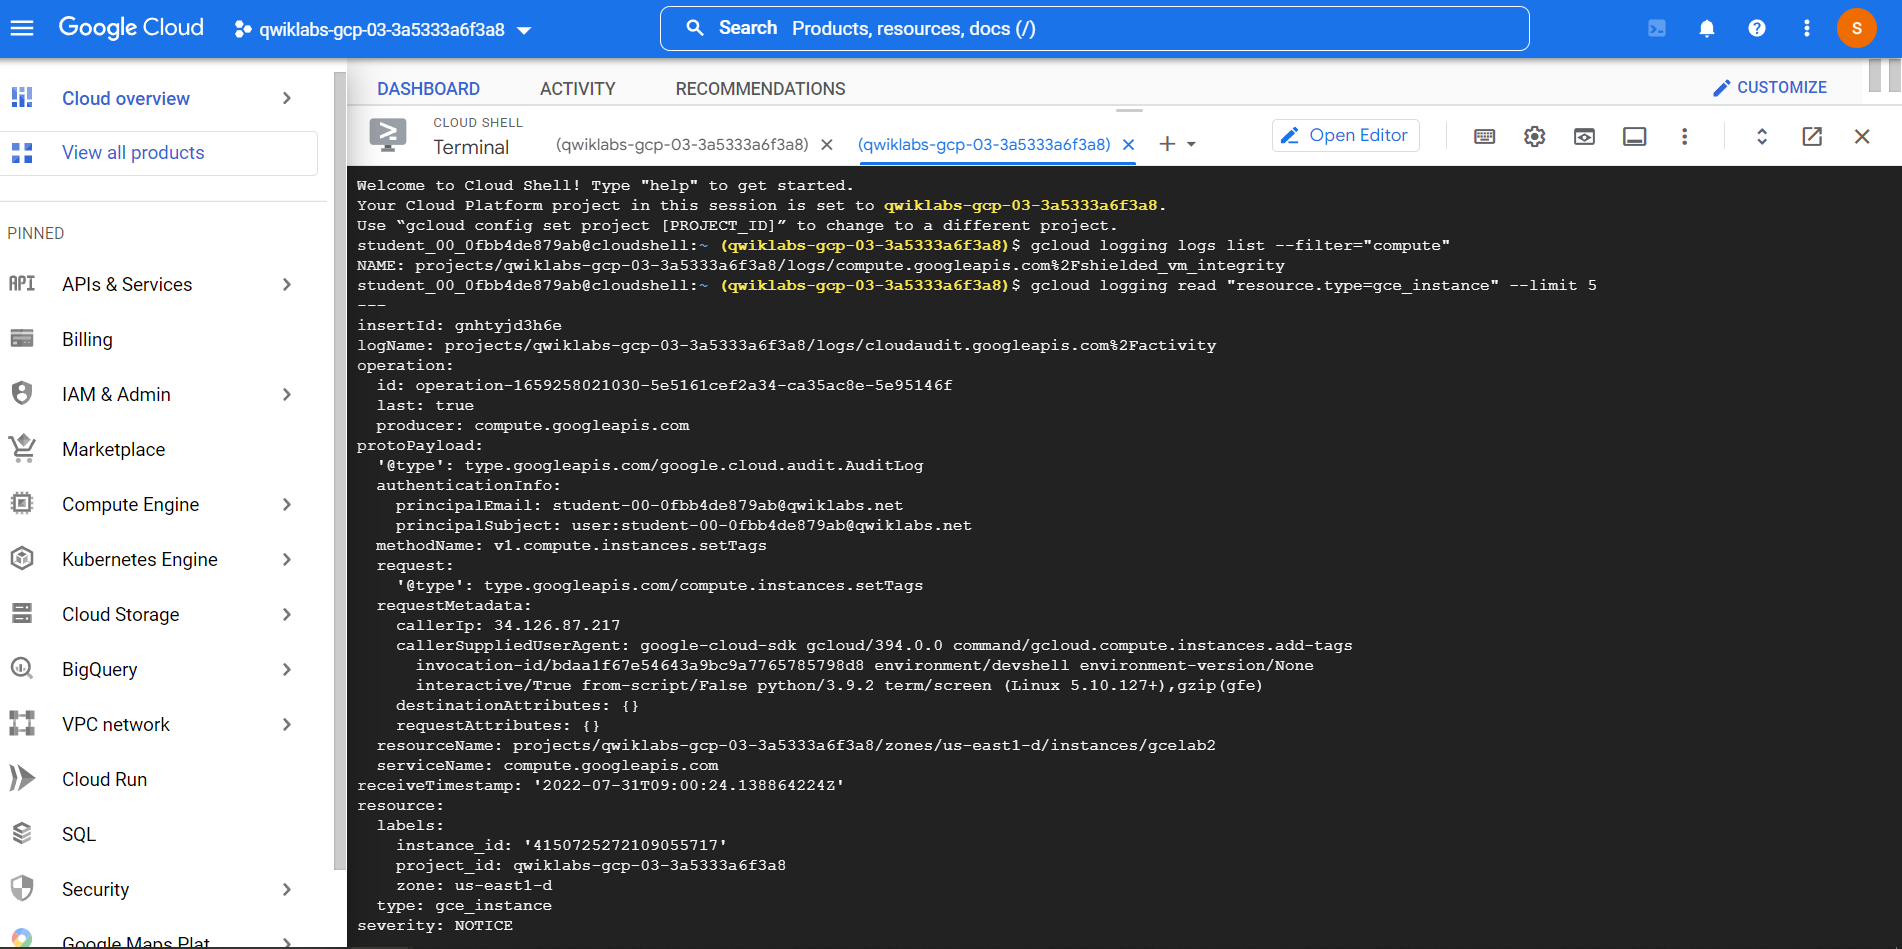 Google Cloud
qwiklabs-gcp-03-3a5333a6f3a8
Search Products, resources, docs (/)
S
Cloud overview
View all products
PINNED
API APIs & Services
Billing
IAM & Admin
Marketplace
Compute Engine
Kubernetes Engine
Cloud Storage
BigQuery
VPC network
Cloud Run
SQL
Security
Google Maps Plat
DASHBOARD
ACTIVITY
RECOMMENDATIONS
CUSTOMIZE
CLOUD SHELL
Terminal
(qwiklabs-gcp-03-3a5333a6f3a8)
(qwiklabs-gcp-03-3a5333a6f3a8)
Open Editor
Welcome to Cloud Shell! Type "help" to get started.
Your Cloud Platform project in this session is set to qwiklabs-gcp-03-3a5333a6f3a8.
Use “gcloud config set project [PROJECT_ID]” to change to a different project.
student_00_0fbb4de879ab@cloudshell:~ (qwiklabs-gcp-03-3a5333a6f3a8)$ gcloud logging logs list --filter="compute"
NAME: projects/qwiklabs-gcp-03-3a5333a6f3a8/logs/compute.googleapis.com%2Fshielded_vm_integrity
student_00_0fbb4de879ab@cloudshell:~ (qwiklabs-gcp-03-3a5333a6f3a8)$ gcloud logging read "resource.type=gce_instance" --limit 5
---
insertId: gnhtyjd3h6e
logName: projects/qwiklabs-gcp-03-3a5333a6f3a8/logs/cloudaudit.googleapis.com%2Factivity
operation:
  id: operation-1659258021030-5e5161cef2a34-ca35ac8e-5e95146f
  last: true
  producer: compute.googleapis.com
protoPayload:
  '@type': type.googleapis.com/google.cloud.audit.AuditLog
  authenticationInfo:
    principalEmail: student-00-0fbb4de879ab@qwiklabs.net
    principalSubject: user:student-00-0fbb4de879ab@qwiklabs.net
  methodName: v1.compute.instances.setTags
  request:
    '@type': type.googleapis.com/compute.instances.setTags
  requestMetadata:
    callerIp: 34.126.87.217
    callerSuppliedUserAgent: google-cloud-sdk gcloud/394.0.0 command/gcloud.compute.instances.add-tags
      invocation-id/bdaa1f67e54643a9bc9a7765785798d8 environment/devshell environment-version/None
      interactive/True from-script/False python/3.9.2 term/screen (Linux 5.10.127+),gzip(gfe)
    destinationAttributes: {}
    requestAttributes: {}
  resourceName: projects/qwiklabs-gcp-03-3a5333a6f3a8/zones/us-east1-d/instances/gcelab2
  serviceName: compute.googleapis.com
receiveTimestamp: '2022-07-31T09:00:24.138864224Z'
resource:
  labels:
    instance_id: '4150725272109055717'
    project_id: qwiklabs-gcp-03-3a5333a6f3a8
    zone: us-east1-d
  type: gce_instance
severity: NOTICE